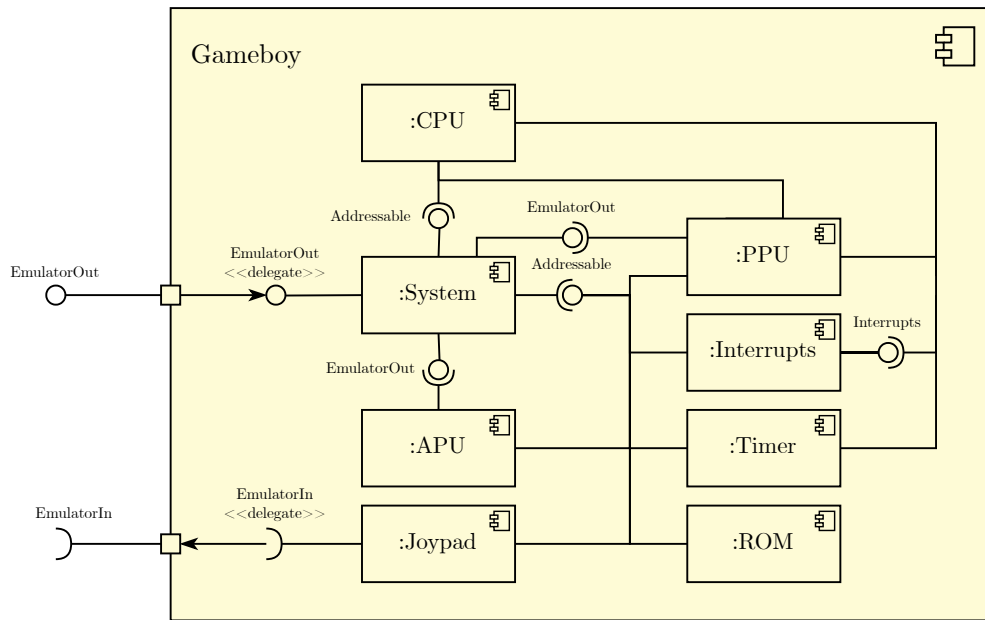 Gameboy
:CPU
Addressable
EmulatorOut
EmulatorOut
EmulatorOut
<<delegate>>
:System
Addressable
:PPU
:Interrupts
Interrupts
EmulatorOut
:APU
:Timer
EmulatorIn
EmulatorIn
<<delegate>>
:Joypad
:ROM